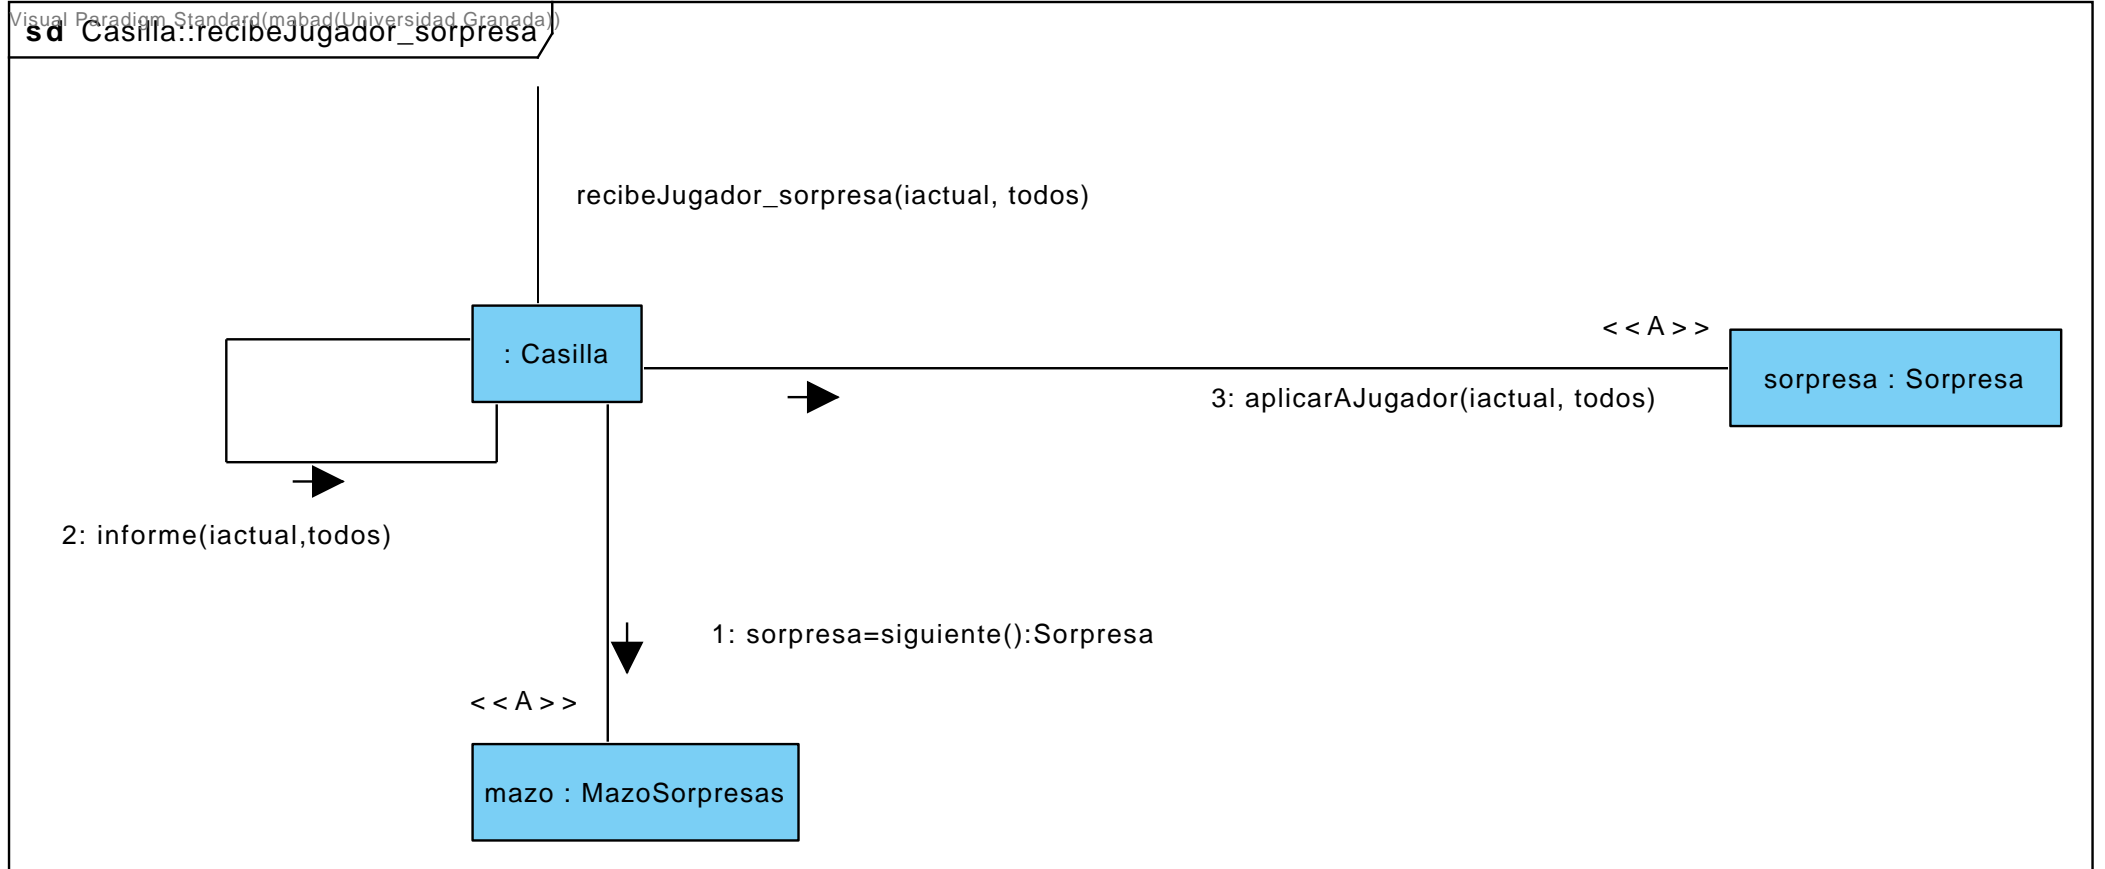 Visual Paradigm Standard(mabad(Universidad Granada))
sd Casilla::recibeJugador_sorpresa
recibeJugador_sorpresa(iactual, todos)
<<A>>
: Casilla
sorpresa : Sorpresa
3: aplicarAJugador(iactual, todos)
2: informe(iactual,todos)
1: sorpresa=siguiente():Sorpresa
<<A>>
mazo : MazoSorpresas